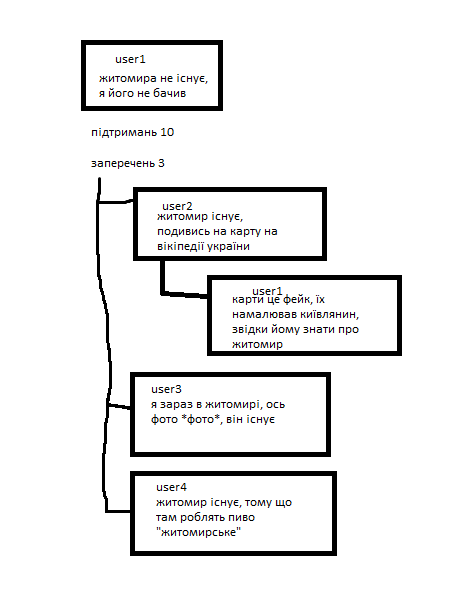 user1
житомира не існує,
я його не бачив
підтримань 10
заперечень 3
user2
житомир існує,
подивись на карту на
вікіпедії україни
user1
карти це фейк, їх
намалював київлянин,
звідки йому знати про
житомир
user3
я зараз в житомирі, ось
фото *фото*, він існує
user4
житомир існує, тому що
там роблять пиво
"житомирське"